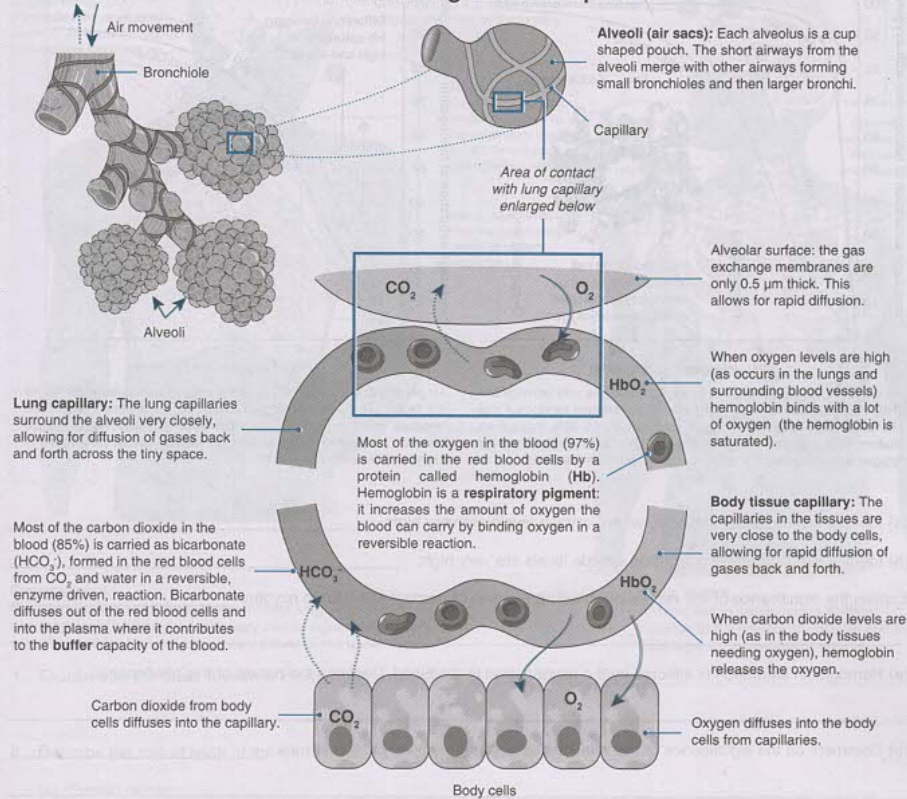 Air movement
Bronchiole
Alveoli
Alveoli (air sacs): Each alveolus is a cup
shaped pouch. The short airways from the
alveoli merge with other airways forming
small bronchioles and then larger bronchi.
Capillary
Area of contact
with lung capillary
enlarged below
CO₂
O₂
Alveolar surface: the gas
exchange membranes are
only 0.5 µm thick. This
allows for rapid diffusion.
HbO₂
When oxygen levels are high
(as occurs in the lungs and
surrounding blood vessels)
hemoglobin binds with a lot
of oxygen (the hemoglobin is
saturated).
Lung capillary: The lung capillaries
surround the alveoli very closely,
allowing for diffusion of gases back
and forth across the tiny space.
Most of the oxygen in the blood (97%)
is carried in the red blood cells by a
protein called hemoglobin (Hb).
Hemoglobin is a respiratory pigment:
it increases the amount of oxygen the
blood can carry by binding oxygen in a
reversible reaction.
Most of the carbon dioxide in the
blood (85%) is carried as bicarbonate
(HCO₃⁻), formed in the red blood cells
from CO₂ and water in a reversible,
enzyme driven, reaction. Bicarbonate
diffuses out of the red blood cells and
into the plasma where it contributes
to the buffer capacity of the blood.
HCO₃⁻
Body tissue capillary: The
capillaries in the tissues are
very close to the body cells,
allowing for rapid diffusion of
gases back and forth.
HbO₂
When carbon dioxide levels are
high (as in the body tissues
needing oxygen), hemoglobin
releases the oxygen.
Carbon dioxide from body
cells diffuses into the capillary.
CO₂
O₂
Oxygen diffuses into the body
cells from capillaries.
Body cells